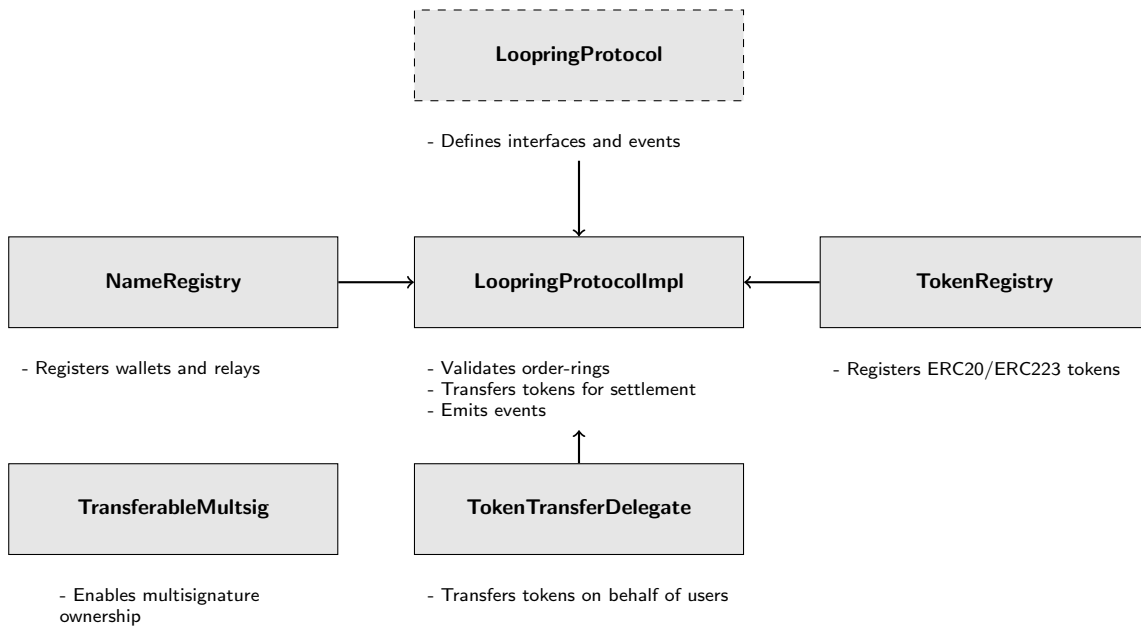 LoopringProtocol
- Defines interfaces and events
NameRegistry
LoopringProtocolImpl
TokenRegistry
- Registers wallets and relays
- Validates order-rings
- Transfers tokens for settlement
- Emits events
- Registers ERC20/ERC223 tokens
TransferableMultsig
TokenTransferDelegate
- Enables multisignature
ownership
- Transfers tokens on behalf of users